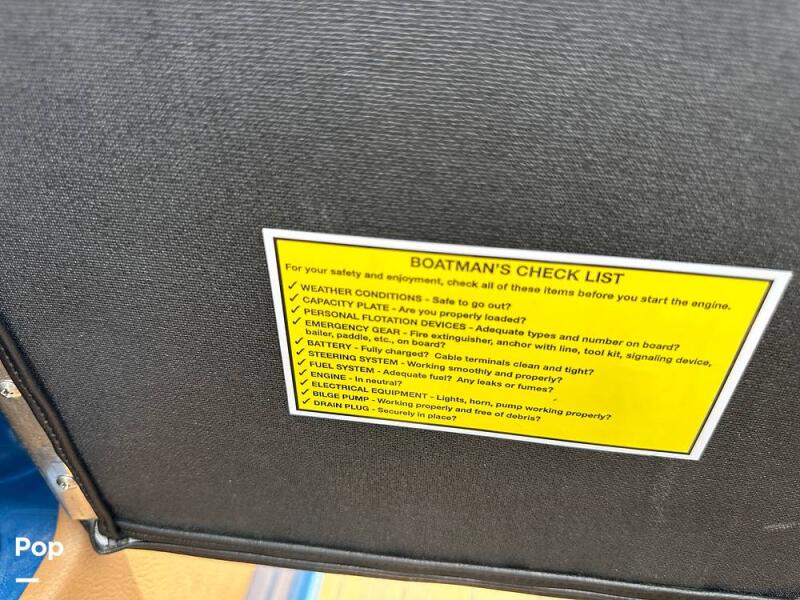 BOATMAN'S CHECK LIST
For your safety and enjoyment, check all of these items before you start the engine.
✓ WEATHER CONDITIONS - Safe to go out?
✓ CAPACITY PLATE - Are you properly loaded?
✓ PERSONAL FLOTATION DEVICES - Adequate types and number on board?
✓ EMERGENCY GEAR - Fire extinguisher, anchor with line, tool kit, signaling device,
bailer, paddle, etc., on board?
✓ BATTERY - Fully charged? Cable terminals clean and tight?
✓ STEERING SYSTEM - Working smoothly and properly?
✓ FUEL SYSTEM - Adequate fuel? Any leaks or fumes?
✓ ENGINE - In neutral?
✓ ELECTRICAL EQUIPMENT - Lights, horn, pump working properly?
✓ BILGE PUMP - Working properly and free of debris?
✓ DRAIN PLUG - Securely in place?
Pop